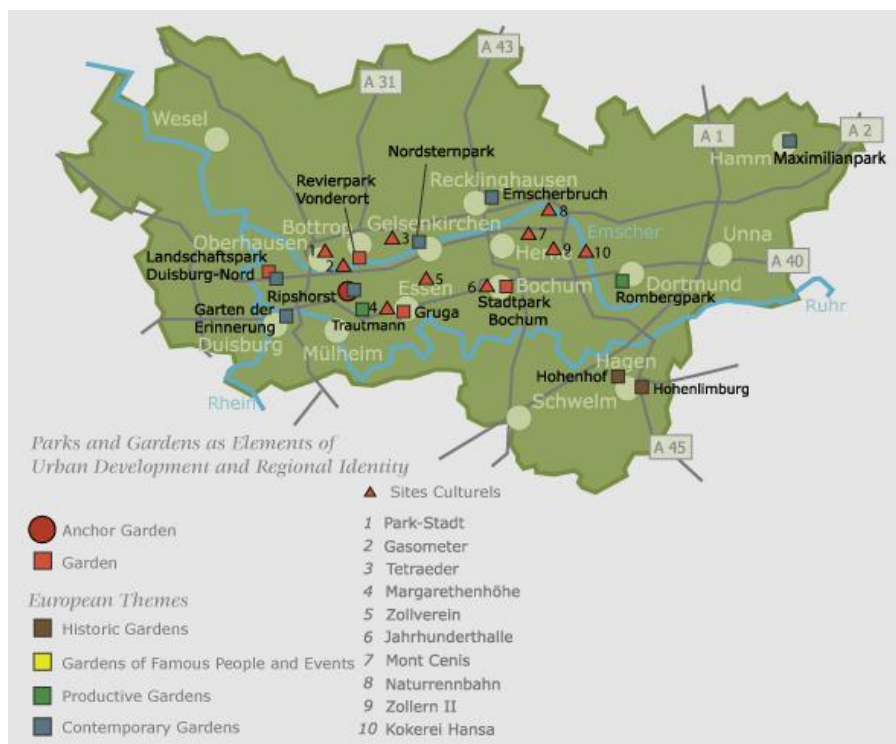 A 43
A 31
A 1
A 2
Wesel
Nordsternpark
Hamm
Maximilianpark
Revierpark
Vonderort
Recklinghausen
Emscherbruch
8
Bottrop
Gelsenkirchen
3
7
Emscher
Oberhausen
1
Herne
9
10
Unna
Landschaftspark
Duisburg-Nord
2
A 40
Ripshorst
5
6
Bochum
Dortmund
Essen
Rombergpark
Garten der
Erinnerung
4
Gruga
Stadtpark
Bochum
Ruhr
Trautmann
Duisburg
Mülheim
Hagen
Hohenhof
Hohenlimburg
Rhein
Schwelm
A 45
Parks and Gardens as Elements of
Urban Development and Regional Identity
Anchor Garden
Garden
European Themes
Historic Gardens
Gardens of Famous People and Events
Productive Gardens
Contemporary Gardens
Sites Culturels
1 Park-Stadt
2 Gasometer
3 Tetraeder
4 Margarethenhöhe
5 Zollverein
6 Jahrhunderthalle
7 Mont Cenis
8 Naturrennbahn
9 Zollern II
10 Kokerei Hansa